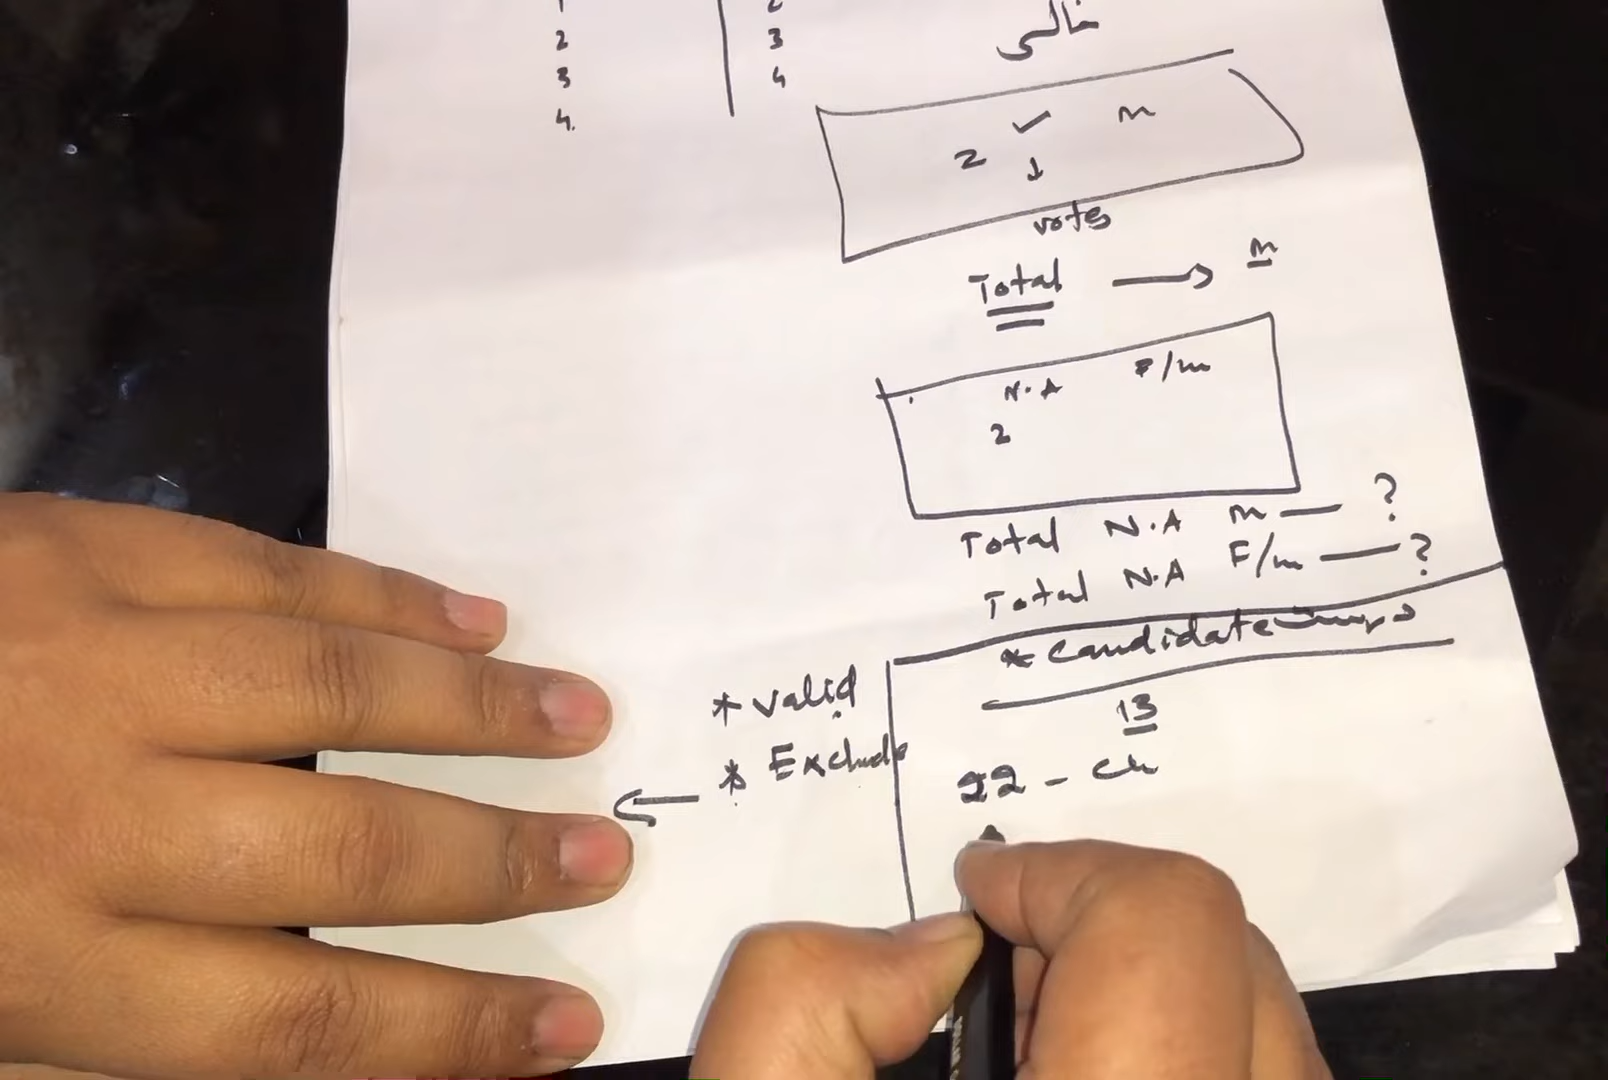 1 2
2 3
3 4
4.
خالی
✓ m
2 ↓
votes
Total → m
N.A F/m
2
Total N.A m — ?
Total N.A F/m — ?
* Candidate
13
22 - Ch
* Valid
* Exclude
←